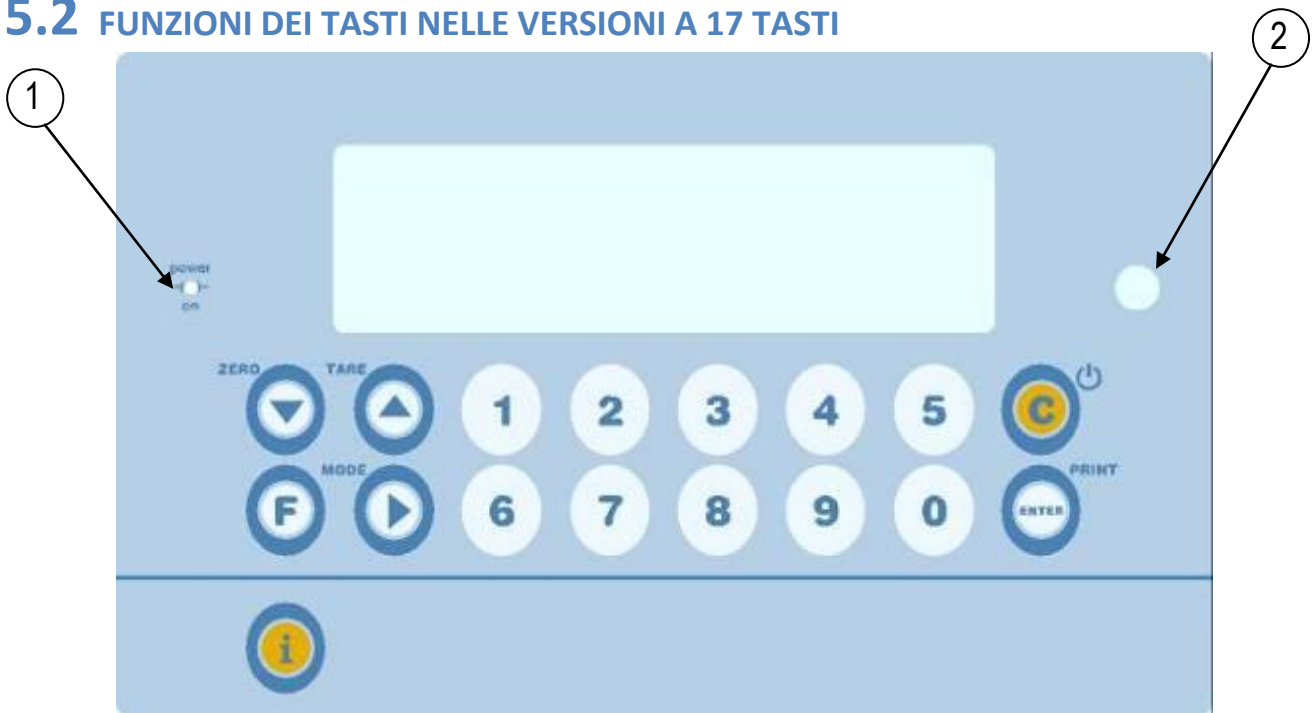 5.2 FUNZIONI DEI TASTI NELLE VERSIONI A 17 TASTI
2
1
power
on
ZERO TARE
1 2 3 4 5 C
F MODE 6 7 8 9 0 ENTER PRINT
i